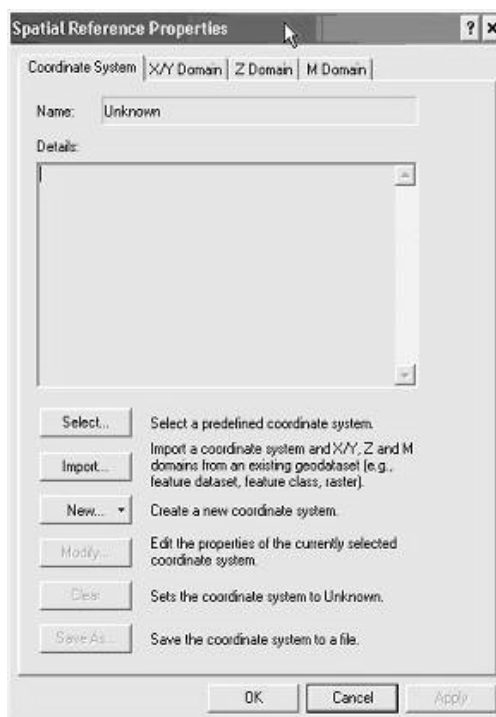 Spatial Reference Properties
Coordinate System X/Y Domain Z Domain M Domain
Name: Unknown
Details:
Select... Select a predefined coordinate system.
Import... Import a coordinate system and X/Y, Z and M
domains from an existing geodataset (e.g.,
feature dataset, feature class, raster).
New... Create a new coordinate system.
Modify... Edit the properties of the currently selected
coordinate system.
Clear Sets the coordinate system to Unknown.
Save As... Save the coordinate system to a file.
OK Cancel Apply